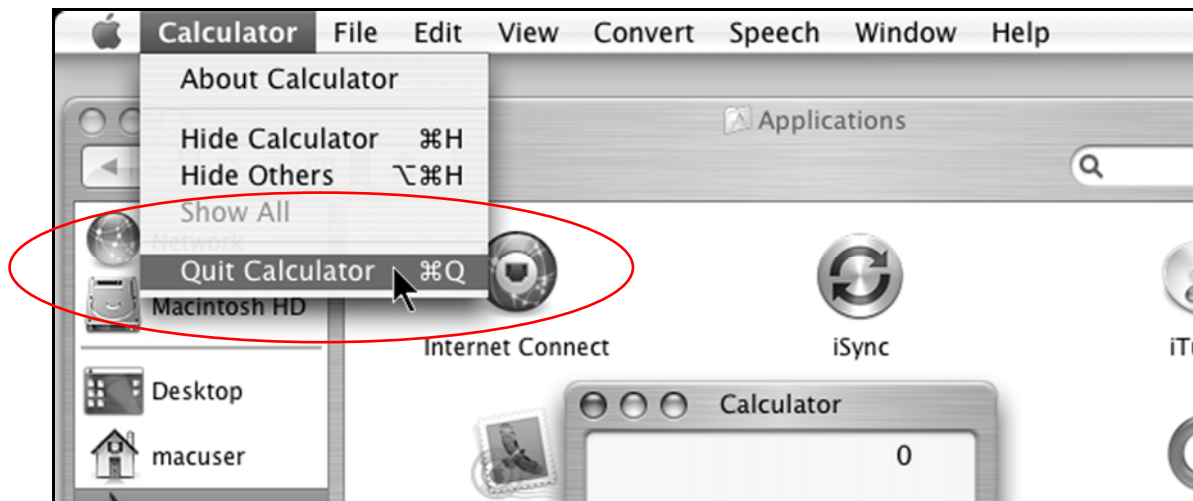 Calculator File Edit View Convert Speech Window Help
About Calculator
Applications
Hide Calculator ⌘H
Hide Others ⌥⌘H
Show All
Network
Quit Calculator ⌘Q
Macintosh HD
Internet Connect
iSync
Desktop
Calculator
macuser
0